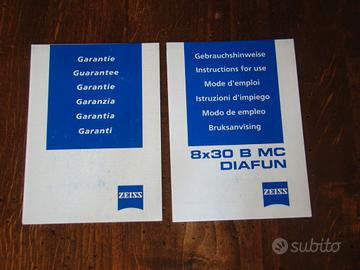 Garantie
Guarantee
Garantie
Garanzia
Garantia
Garanti
ZEISS
Gebrauchshinweise
Instructions for use
Mode d'emploi
Istruzioni d'impiego
Modo de empleo
Bruksanvising
8x30 B MC
DIAFUN
ZEISS
subito